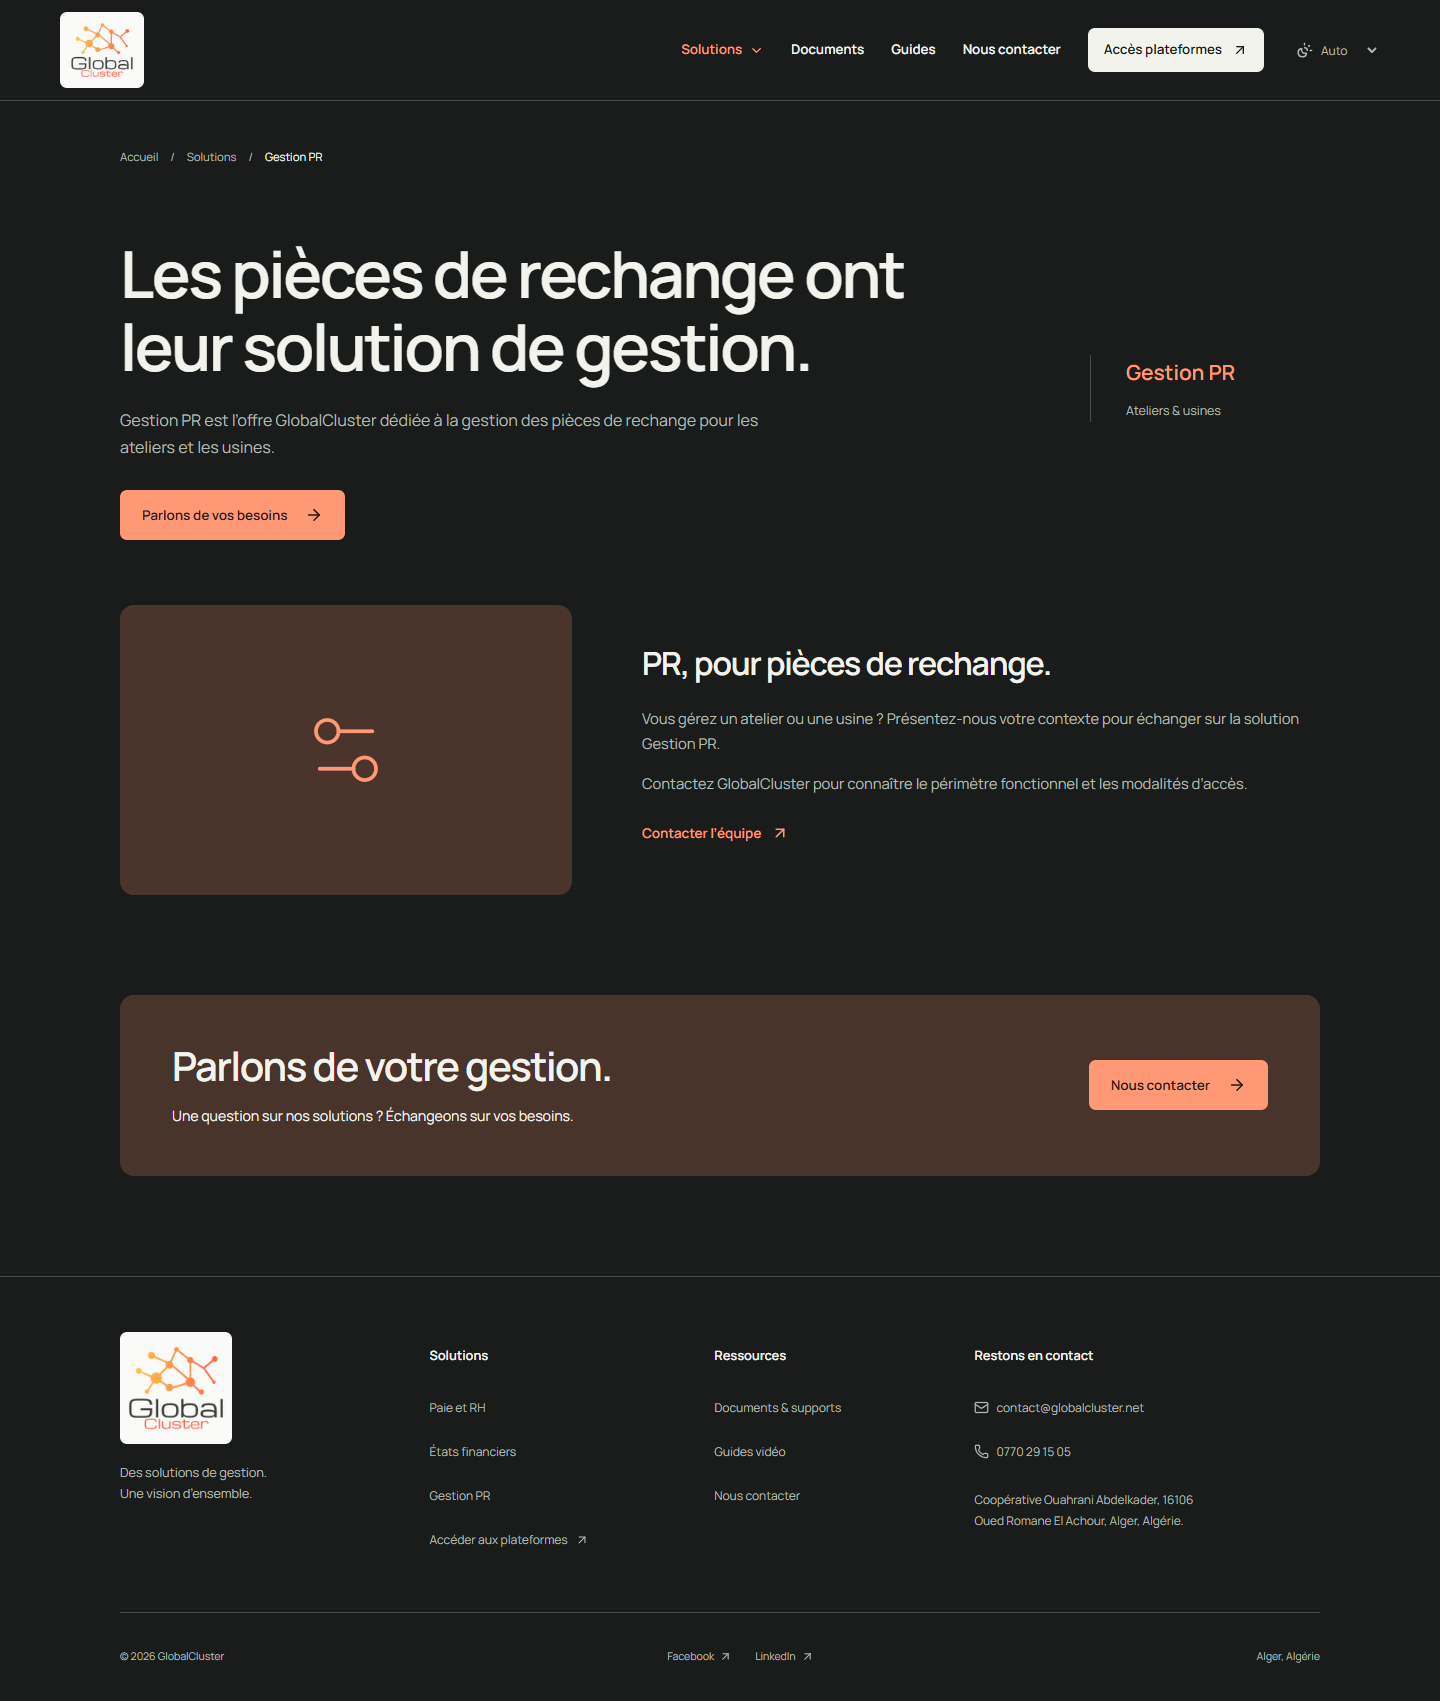 Global
Cluster
Solutions
Documents
Guides
Nous contacter
Accès plateformes
Auto
Accueil / Solutions / Gestion PR
Les pièces de rechange ont
leur solution de gestion.
Gestion PR est l’offre GlobalCluster dédiée à la gestion des pièces de rechange pour les
ateliers et les usines.
Parlons de vos besoins
Gestion PR
Ateliers & usines
PR, pour pièces de rechange.
Vous gérez un atelier ou une usine ? Présentez-nous votre contexte pour échanger sur la solution
Gestion PR.
Contactez GlobalCluster pour connaître le périmètre fonctionnel et les modalités d’accès.
Contacter l’équipe
Parlons de votre gestion.
Une question sur nos solutions ? Échangeons sur vos besoins.
Nous contacter
Global
Cluster
Des solutions de gestion.
Une vision d’ensemble.
Solutions
Paie et RH
États financiers
Gestion PR
Accéder aux plateformes
Ressources
Documents & supports
Guides vidéo
Nous contacter
Restons en contact
contact@globalcluster.net
0770 29 15 05
Coopérative Ouahrani Abdelkader, 16106
Oued Romane El Achour, Alger, Algérie.
© 2026 GlobalCluster
Facebook
LinkedIn
Alger, Algérie